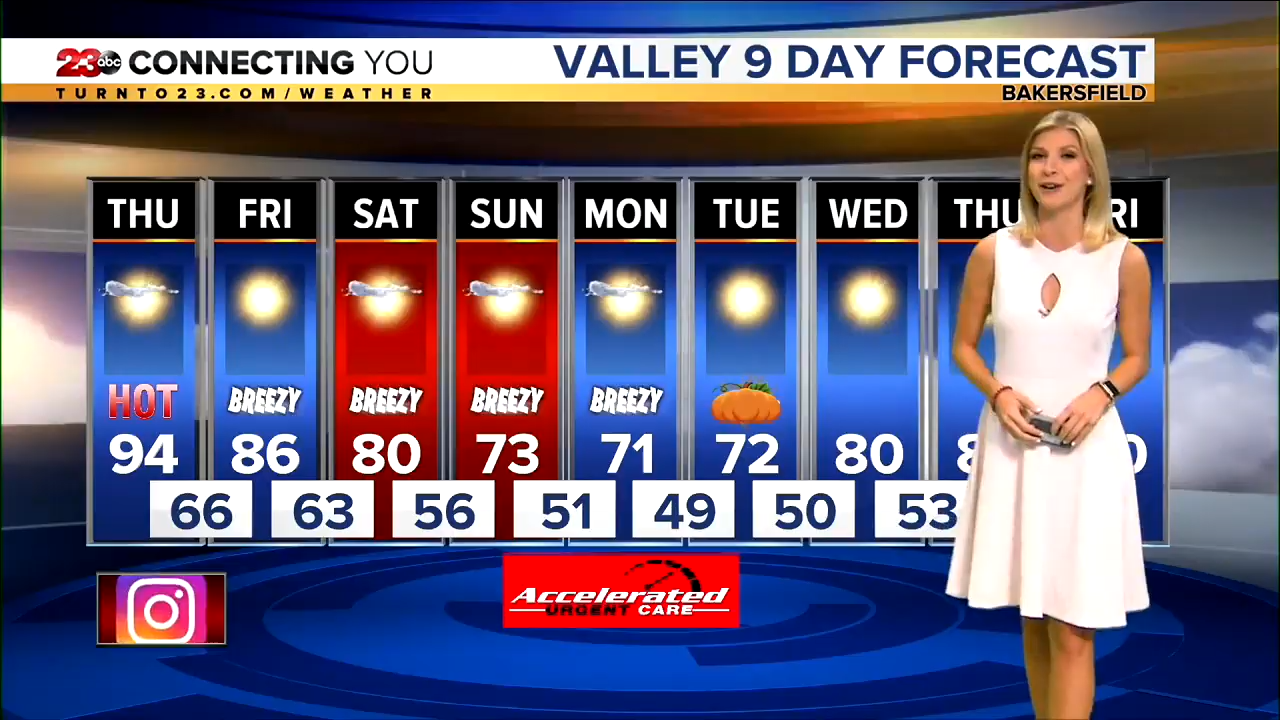 23 abc CONNECTING YOU
TURNTO23.COM/WEATHER
VALLEY 9 DAY FORECAST
BAKERSFIELD
THU FRI SAT SUN MON TUE WED
HOT BREEZY BREEZY BREEZY BREEZY
94 86 80 73 71 72 80
66 63 56 51 49 50 53
Accelerated
URGENT CARE